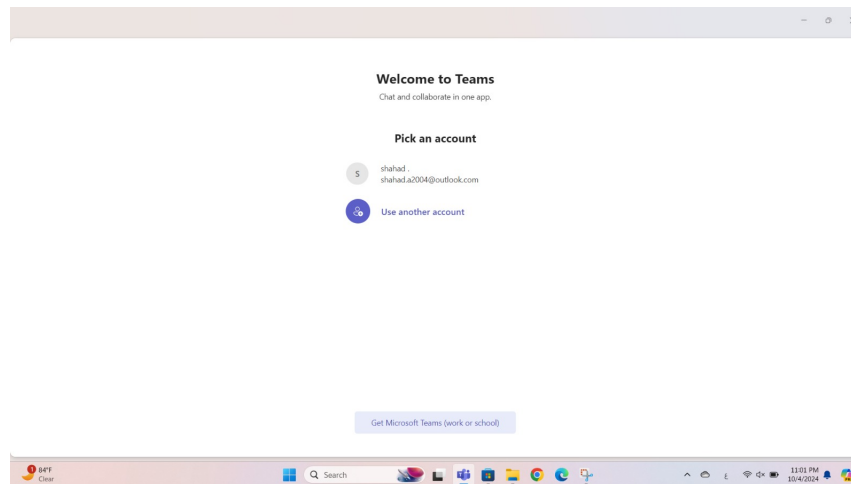 Welcome to Teams
Chat and collaborate in one app.
Pick an account
S
shahad .
shahad.a2004@outlook.com
Use another account
Get Microsoft Teams (work or school)
1
84°F
Clear
Search
ع
11:01 PM
10/4/2024